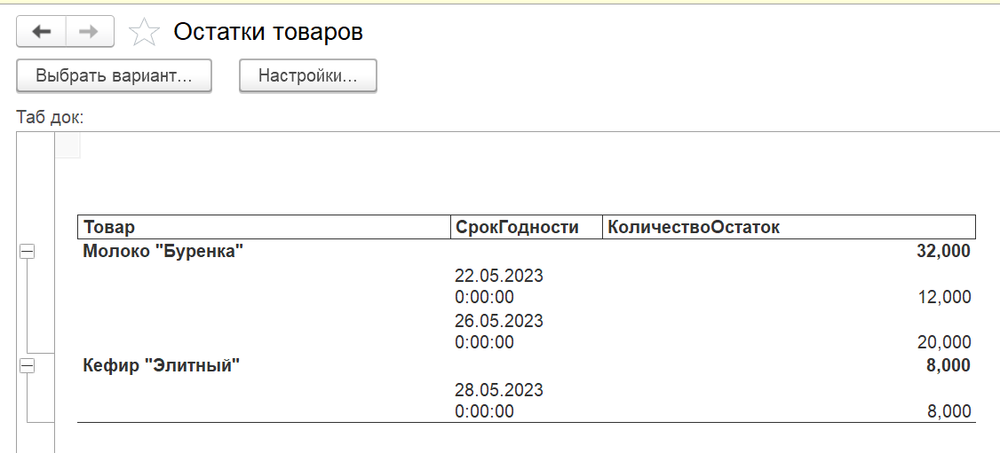 Остатки товаров
Выбрать вариант...
Настройки...
Таб док:
Товар СрокГодности КоличествоОстаток
Молоко "Буренка" 32,000
22.05.2023
0:00:00 12,000
26.05.2023
0:00:00 20,000
Кефир "Элитный" 8,000
28.05.2023
0:00:00 8,000